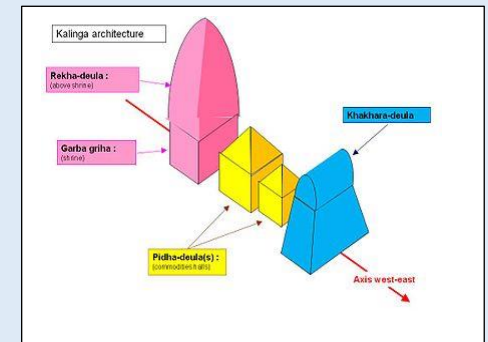 Kalinga architecture
Rekha-deula :
(above shrine)
Khakhara-deula
Garba griha :
(shrine)
Pidha-deula(s) :
(commodities halls)
Axis west-east